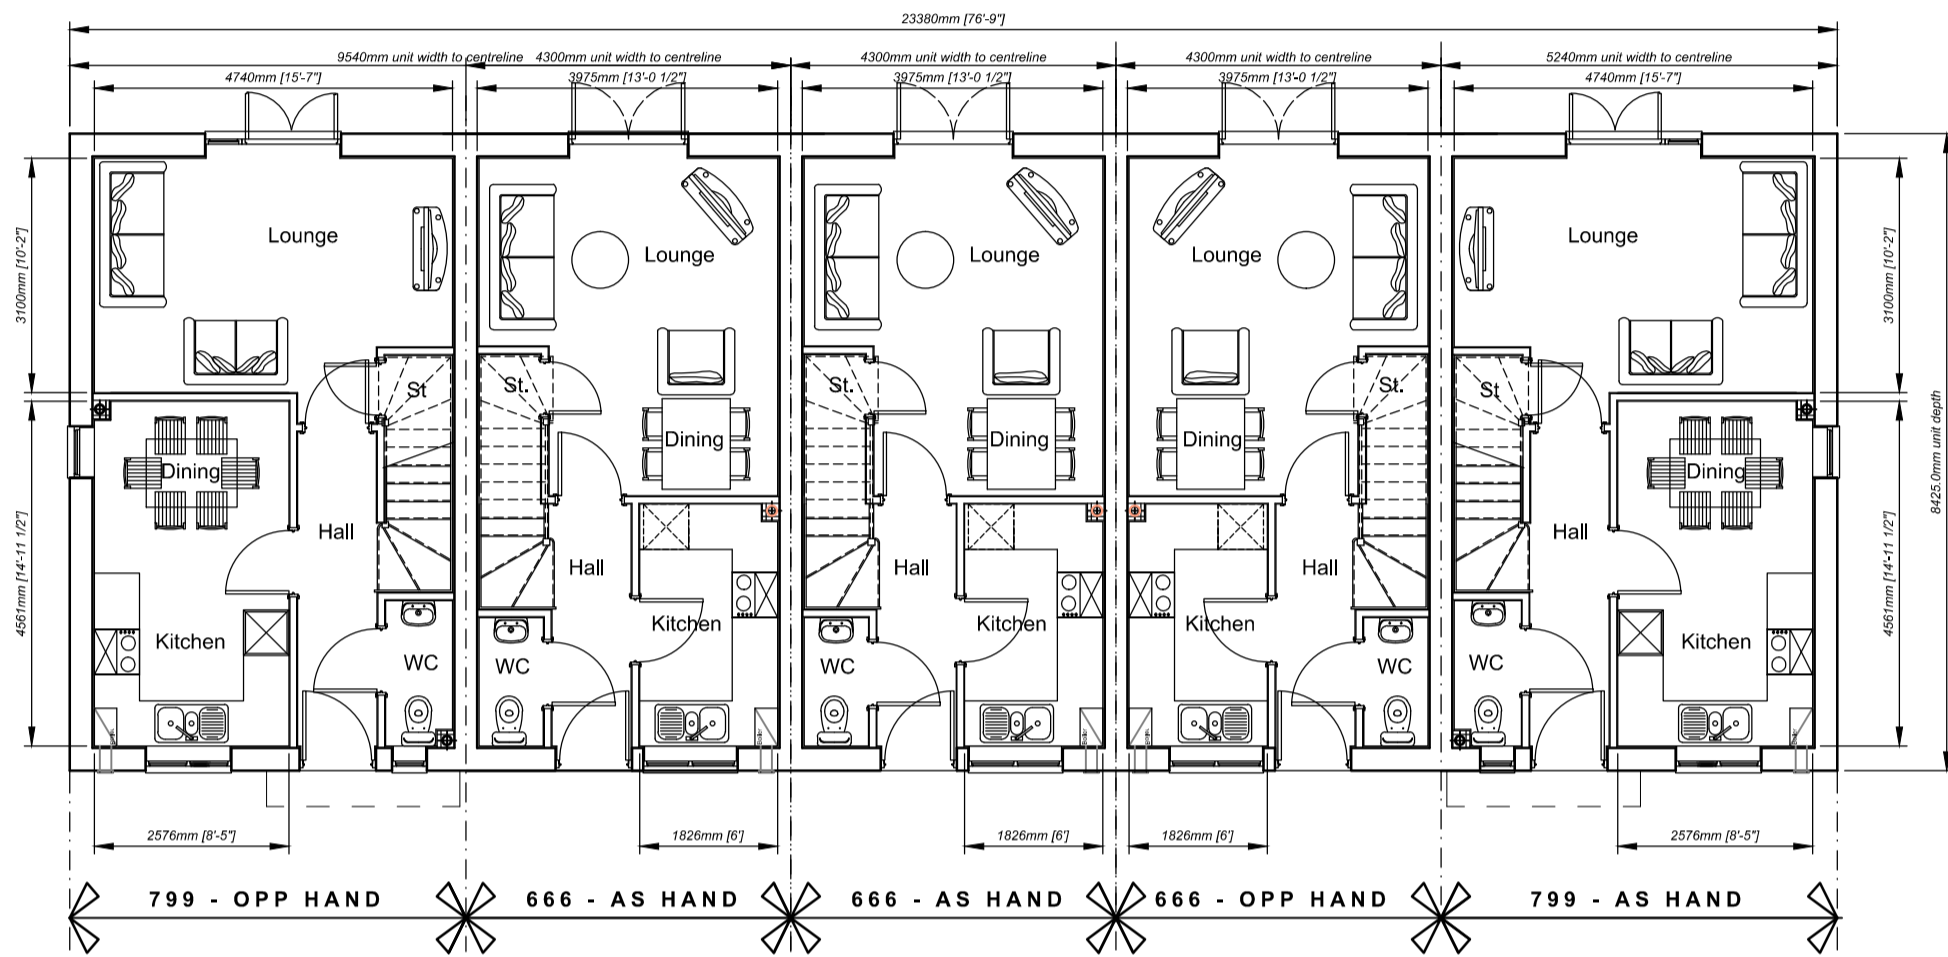 23380mm [76'-9"]
9540mm unit width to centreline
4300mm unit width to centreline
4300mm unit width to centreline
4300mm unit width to centreline
5240mm unit width to centreline
4740mm [15'-7"]
3975mm [13'-0 1/2"]
3975mm [13'-0 1/2"]
3975mm [13'-0 1/2"]
4740mm [15'-7"]
3100mm [10'-2"]
Lounge
Lounge
Lounge
Lounge
Lounge
3100mm [10'-2"]
St
St.
St.
St.
St
8425.0mm unit depth
Dining
Dining
Dining
Dining
Dining
4561mm [14'-11 1/2"]
Hall
Hall
Hall
Hall
Hall
4561mm [14'-11 1/2"]
Kitchen
WC
WC
Kitchen
WC
Kitchen
Kitchen
WC
WC
Kitchen
2576mm [8'-5"]
1826mm [6']
1826mm [6']
1826mm [6']
2576mm [8'-5"]
799 - OPP HAND
666 - AS HAND
666 - AS HAND
666 - OPP HAND
799 - AS HAND